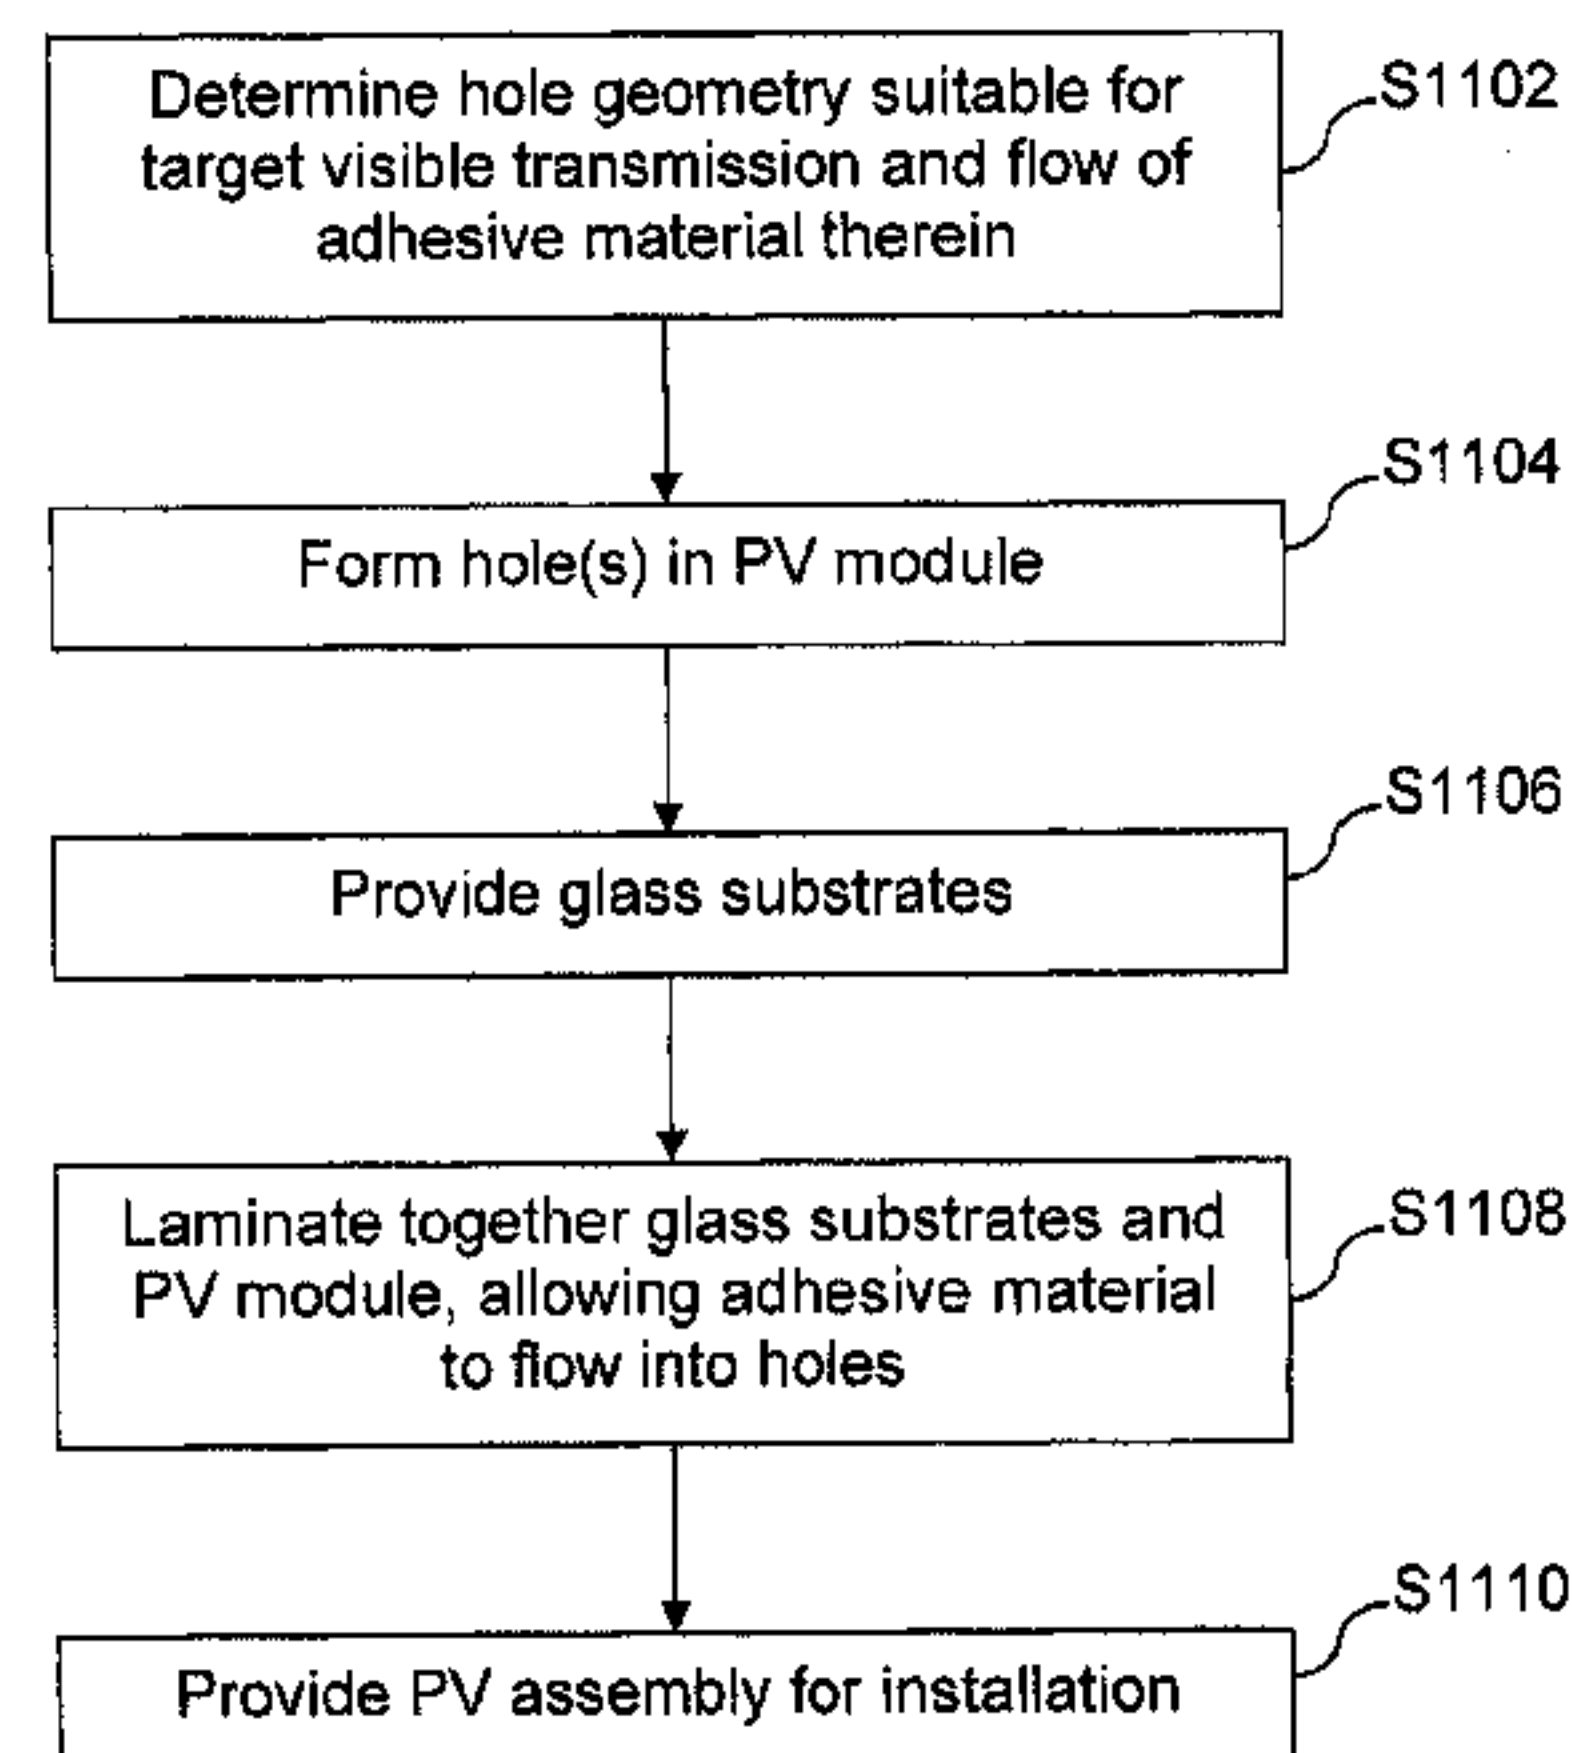 Determine hole geometry suitable for
target visible transmission and flow of
adhesive material therein
S1102
Form hole(s) in PV module
S1104
Provide glass substrates
S1106
Laminate together glass substrates and
PV module, allowing adhesive material
to flow into holes
S1108
Provide PV assembly for installation
S1110